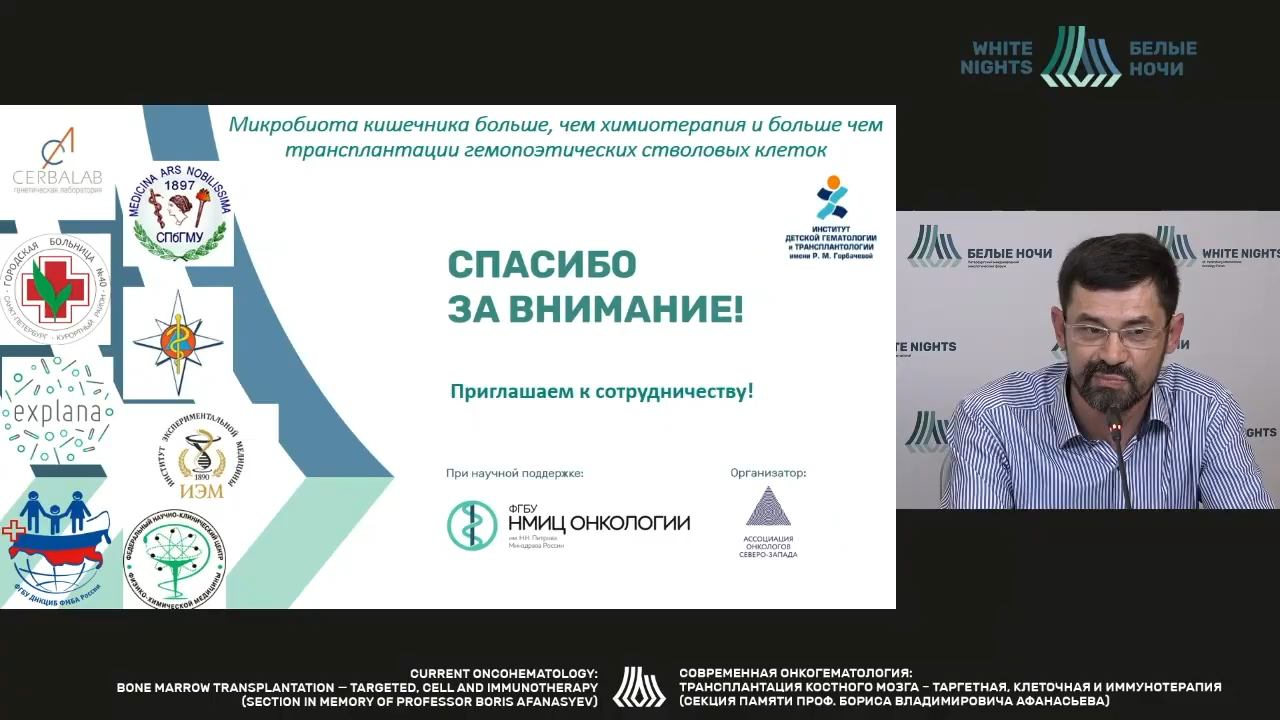 WHITE
NIGHTS
БЕЛЫЕ
НОЧИ
Микробиота кишечника больше, чем химиотерапия и больше чем
трансплантации гемопоэтических стволовых клеток
CERBALAB
генетическая лаборатория
MEDICINA ARS NOBILISSIMA
1897
СПбГМУ
ИНСТИТУТ
ДЕТСКОЙ ГЕМАТОЛОГИИ
и ТРАНСПЛАНТОЛОГИИ
имени Р. М. Горбачевой
ГОРОДСКАЯ БОЛЬНИЦА №40
САНКТ-ПЕТЕРБУРГ - КУРОРТНЫЙ РАЙОН
СПАСИБО
ЗА ВНИМАНИЕ!
explana
Приглашаем к сотрудничеству!
ИНСТИТУТ ЭКСПЕРИМЕНТАЛЬНОЙ МЕДИЦИНЫ
1890
ИЭМ
При научной поддержке:
ФГБУ
НМИЦ ОНКОЛОГИИ
им. Н.Н. Петрова
Минздрава России
Организатор:
АССОЦИАЦИЯ
ОНКОЛОГОВ
СЕВЕРО-ЗАПАДА
ФГБУ ДНКЦИБ ФМБА России
ФЕДЕРАЛЬНЫЙ НАУЧНО-КЛИНИЧЕСКИЙ ЦЕНТР
ФИЗИКО-ХИМИЧЕСКОЙ МЕДИЦИНЫ
БЕЛЫЕ НОЧИ
WHITE NIGHTS
TE NIGHTS
И
GHTS
CURRENT ONCOHEMATOLOGY:
BONE MARROW TRANSPLANTATION — TARGETED, CELL AND IMMUNOTHERAPY
(SECTION IN MEMORY OF PROFESSOR BORIS AFANASYEV)
СОВРЕМЕННАЯ ОНКОГЕМАТОЛОГИЯ:
ТРАНСПЛАНТАЦИЯ КОСТНОГО МОЗГА – ТАРГЕТНАЯ, КЛЕТОЧНАЯ И ИММУНОТЕРАПИЯ
(СЕКЦИЯ ПАМЯТИ ПРОФ. БОРИСА ВЛАДИМИРОВИЧА АФАНАСЬЕВА)